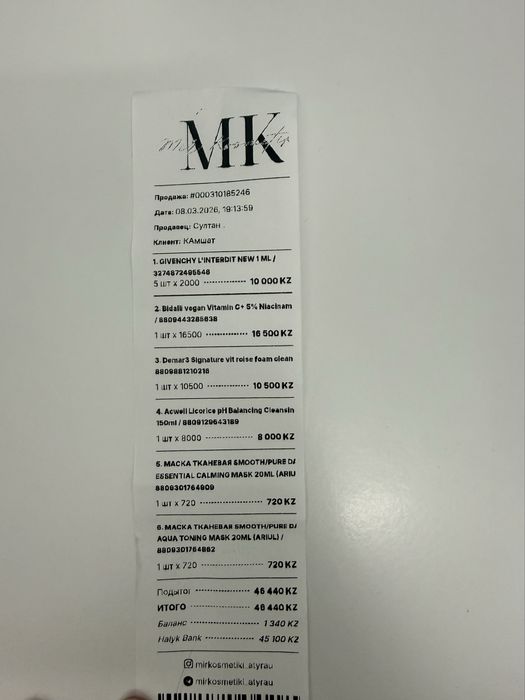 MK
Mir Kosmetiki
Продажа: #000310185246
Дата: 08.03.2026, 19:13:59
Продавец: Султан .
Клиент: КАмшат
1. GIVENCHY L'INTERDIT NEW 1 ML /
3274872495548
5 ШТ X 2000 ············ 10 000 KZ
2. Bidalli vegan Vitamin C+ 5% Niacinam
/ 8809443285638
1 ШТ X 16500 ············ 16 500 KZ
3. Demar3 Signature vit roise foam clean
8809881210216
1 ШТ X 10500 ············ 10 500 KZ
4. Acwell Licorice pH Balancing Cleansin
150ml / 8809129643189
1 ШТ X 8000 ············ 8 000 KZ
5. МАСКА ТКАНЕВАЯ SMOOTH/PURE D/
ESSENTIAL CALMING MASK 20ML (ARIU
8809301764909
1 ШТ X 720 ············ 720 KZ
6. МАСКА ТКАНЕВАЯ SMOOTH/PURE D/
AQUA TONING MASK 20ML (ARIUL) /
8809301764862
1 ШТ X 720 ············ 720 KZ
Подытог ············ 46 440 KZ
ИТОГО ············ 46 440 KZ
Баланс ············ 1 340 KZ
Halyk Bank ············ 45 100 KZ
mirkosmetiki_atyrau
mirkosmetiki_atyrau